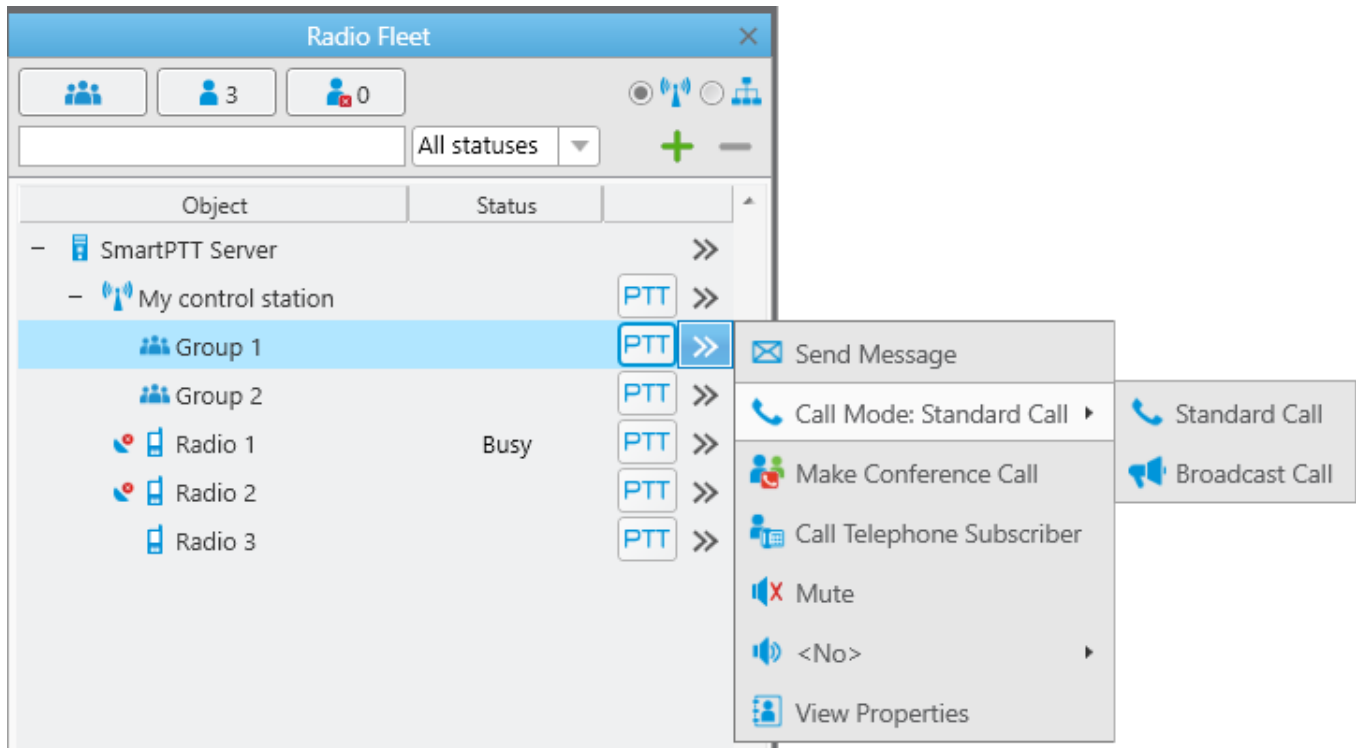 Radio Fleet
3
0
All statuses
Object Status
SmartPTT Server
My control station PTT
Group 1 PTT
Group 2 PTT
Radio 1 Busy PTT
Radio 2 PTT
Radio 3 PTT
Send Message
Call Mode: Standard Call
Make Conference Call
Call Telephone Subscriber
Mute
<No>
View Properties
Standard Call
Broadcast Call